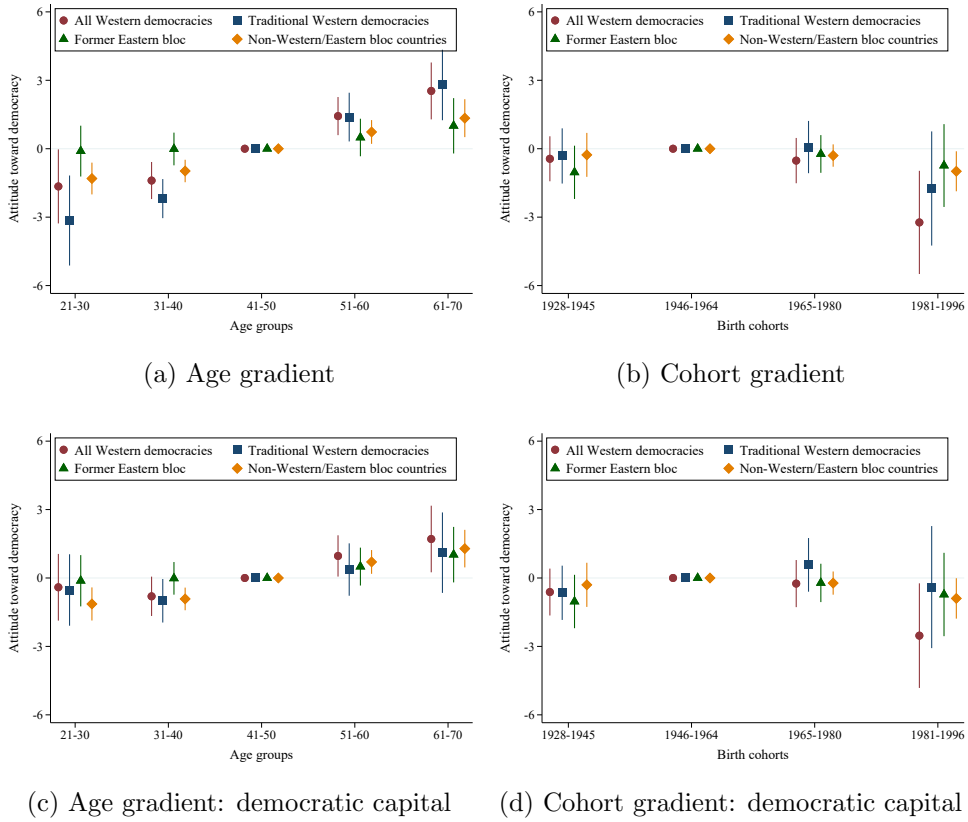 All Western democracies Traditional Western democracies
Former Eastern bloc Non-Western/Eastern bloc countries
Attitude toward democracy
6
3
0
-3
-6
21-30 31-40 41-50 51-60 61-70
Age groups
(a) Age gradient
All Western democracies Traditional Western democracies
Former Eastern bloc Non-Western/Eastern bloc countries
Attitude toward democracy
6
3
0
-3
-6
1928-1945 1946-1964 1965-1980 1981-1996
Birth cohorts
(b) Cohort gradient
All Western democracies Traditional Western democracies
Former Eastern bloc Non-Western/Eastern bloc countries
Attitude toward democracy
6
3
0
-3
-6
21-30 31-40 41-50 51-60 61-70
Age groups
(c) Age gradient: democratic capital
All Western democracies Traditional Western democracies
Former Eastern bloc Non-Western/Eastern bloc countries
Attitude toward democracy
6
3
0
-3
-6
1928-1945 1946-1964 1965-1980 1981-1996
Birth cohorts
(d) Cohort gradient: democratic capital